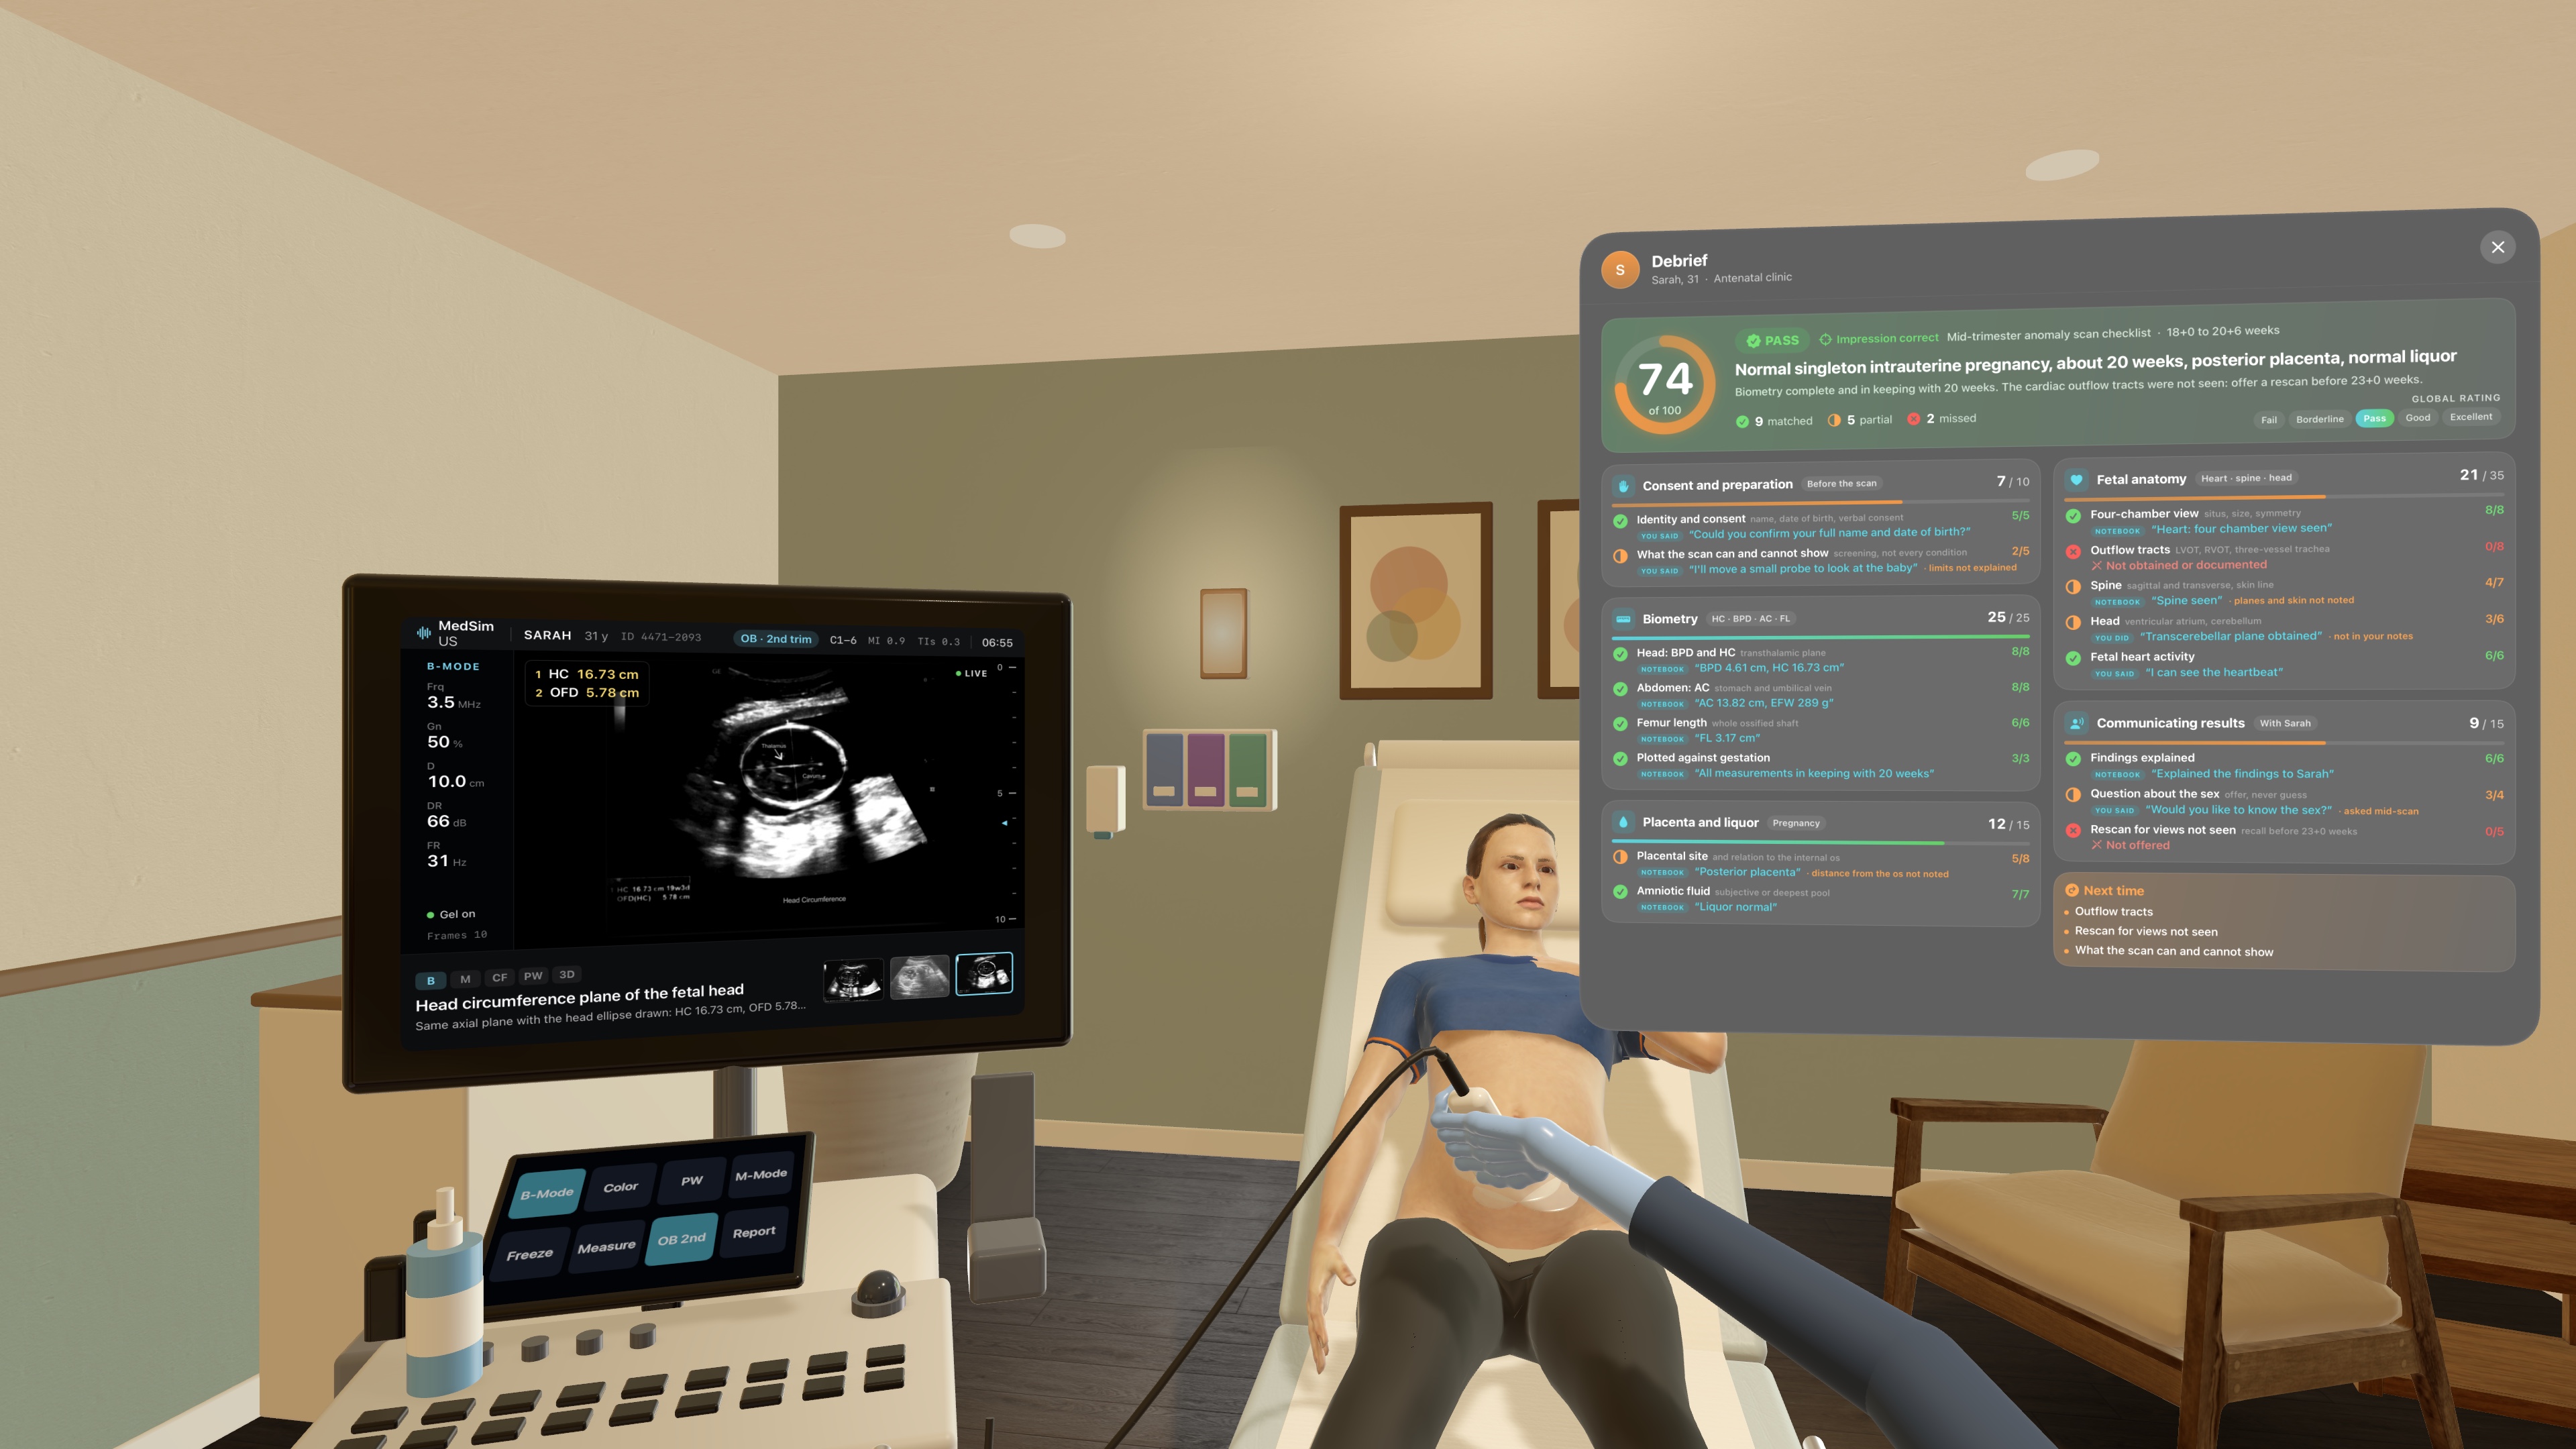 MedSim
US
SARAH 31 y ID 4471-2093 OB · 2nd trim C1-6 MI 0.9 TIs 0.3 06:55
B-MODE
Frq
3.5 MHz
Gn
50 %
D
10.0 cm
DR
66 dB
FR
31 Hz
Gel on
Frames 10
1 HC 16.73 cm
2 OFD 5.78 cm
LIVE
0
5
10
Thalamus
Cavum
HC 16.73 cm 19w3d
OFD(HC) 5.78 cm
Head Circumference
B M CF PW 3D
Head circumference plane of the fetal head
Same axial plane with the head ellipse drawn: HC 16.73 cm, OFD 5.78...
B-Mode Color PW M-Mode
Freeze Measure OB 2nd Report
S
Debrief
Sarah, 31 · Antenatal clinic
74
of 100
PASS Impression correct Mid-trimester anomaly scan checklist · 18+0 to 20+6 weeks
Normal singleton intrauterine pregnancy, about 20 weeks, posterior placenta, normal liquor
Biometry complete and in keeping with 20 weeks. The cardiac outflow tracts were not seen: offer a rescan before 23+0 weeks.
9 matched 5 partial 2 missed
GLOBAL RATING
Fail Borderline Pass Good Excellent
Consent and preparation Before the scan 7 / 10
Identity and consent name, date of birth, verbal consent 5/5
YOU SAID “Could you confirm your full name and date of birth?”
What the scan can and cannot show screening, not every condition 2/5
YOU SAID “I'll move a small probe to look at the baby” · limits not explained
Biometry HC · BPD · AC · FL 25 / 25
Head: BPD and HC transthalamic plane 8/8
NOTEBOOK “BPD 4.61 cm, HC 16.73 cm”
Abdomen: AC stomach and umbilical vein 8/8
NOTEBOOK “AC 13.82 cm, EFW 289 g”
Femur length whole ossified shaft 6/6
NOTEBOOK “FL 3.17 cm”
Plotted against gestation 3/3
NOTEBOOK “All measurements in keeping with 20 weeks”
Placenta and liquor Pregnancy 12 / 15
Placental site and relation to the internal os 5/8
NOTEBOOK “Posterior placenta” · distance from the os not noted
Amniotic fluid subjective or deepest pool 7/7
NOTEBOOK “Liquor normal”
Fetal anatomy Heart · spine · head 21 / 35
Four-chamber view situs, size, symmetry 8/8
NOTEBOOK “Heart: four chamber view seen”
Outflow tracts LVOT, RVOT, three-vessel trachea 0/8
Not obtained or documented
Spine sagittal and transverse, skin line 4/7
NOTEBOOK “Spine seen” · planes and skin not noted
Head ventricular atrium, cerebellum 3/6
YOU DID “Transcerebellar plane obtained” · not in your notes
Fetal heart activity 6/6
YOU SAID “I can see the heartbeat”
Communicating results With Sarah 9 / 15
Findings explained 6/6
NOTEBOOK “Explained the findings to Sarah”
Question about the sex offer, never guess 3/4
YOU SAID “Would you like to know the sex?” · asked mid-scan
Rescan for views not seen recall before 23+0 weeks 0/5
Not offered
Next time
Outflow tracts
Rescan for views not seen
What the scan can and cannot show